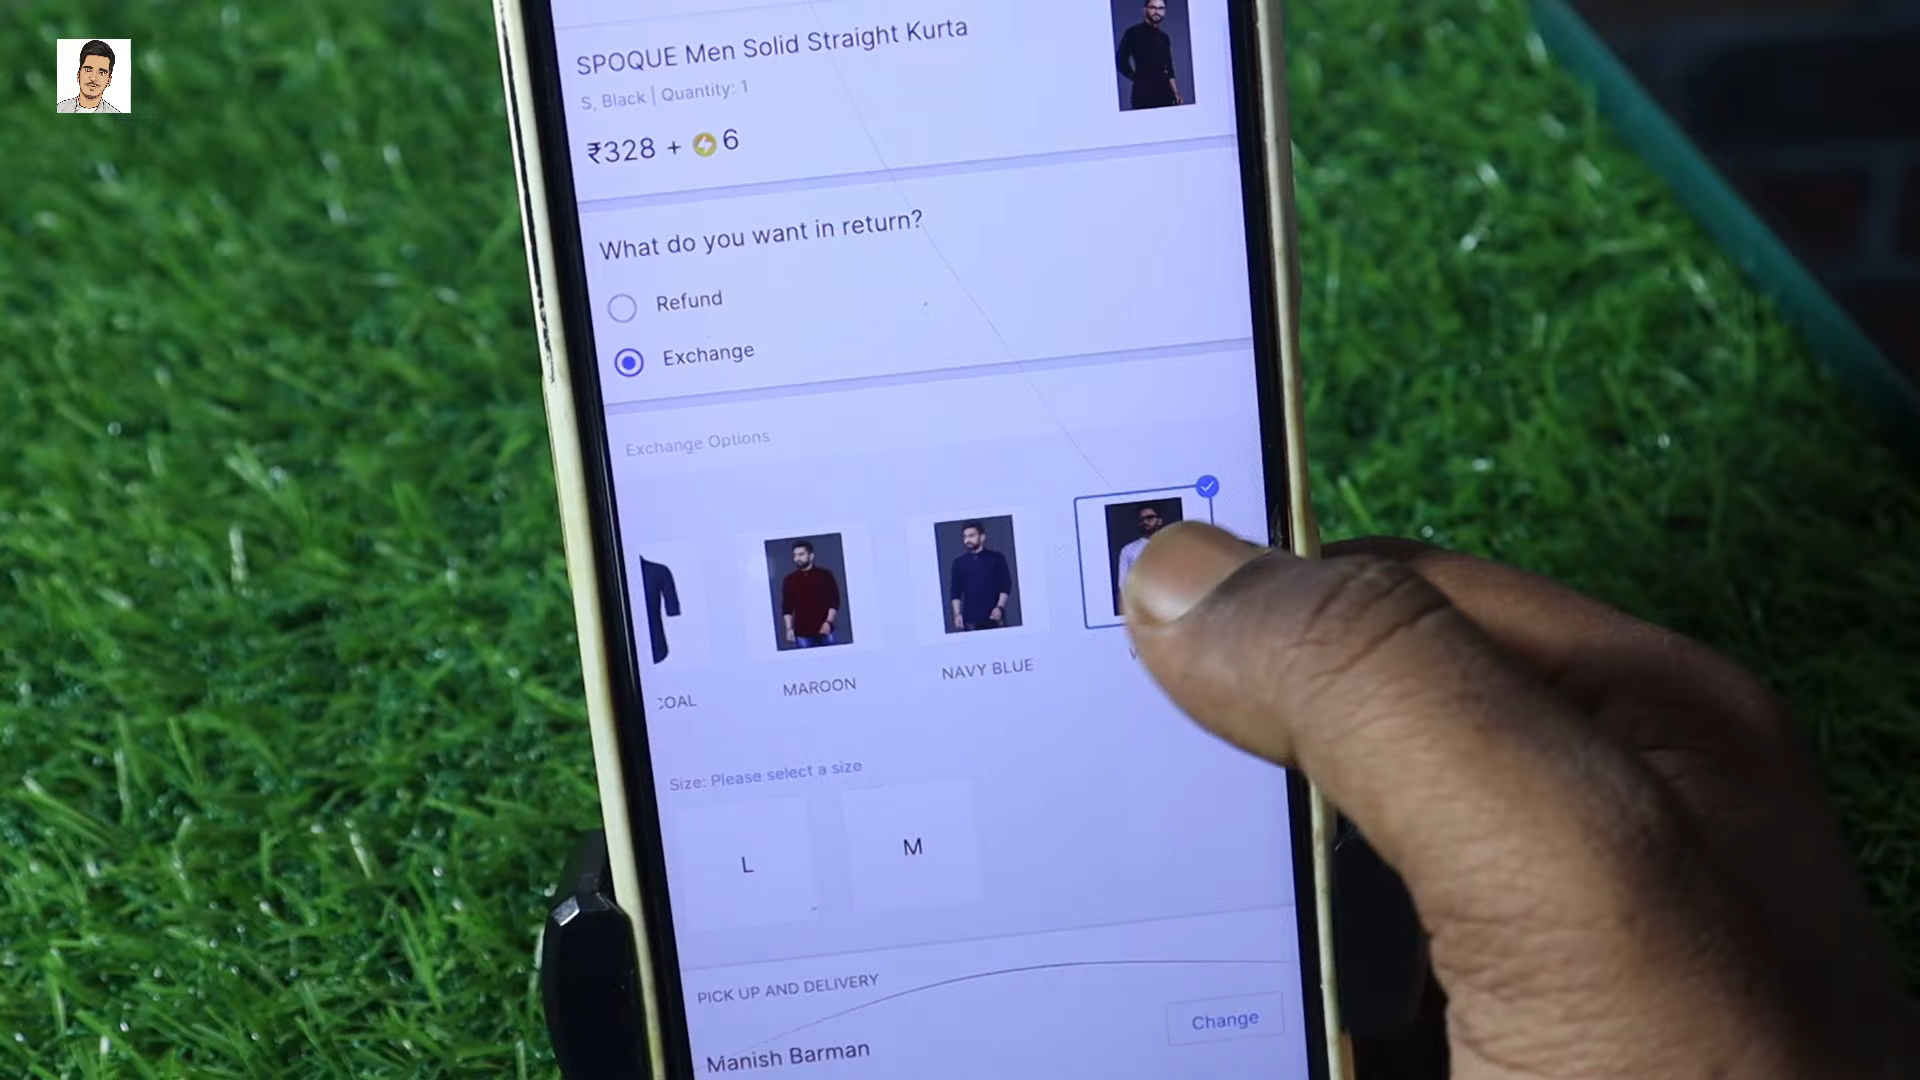 SPOQUE Men Solid Straight Kurta
S, Black | Quantity: 1
₹328 + 6
What do you want in return?
Refund
Exchange
Exchange Options
MAROON
NAVY BLUE
Size: Please select a size
L
M
PICK UP AND DELIVERY
Change
Manish Barman